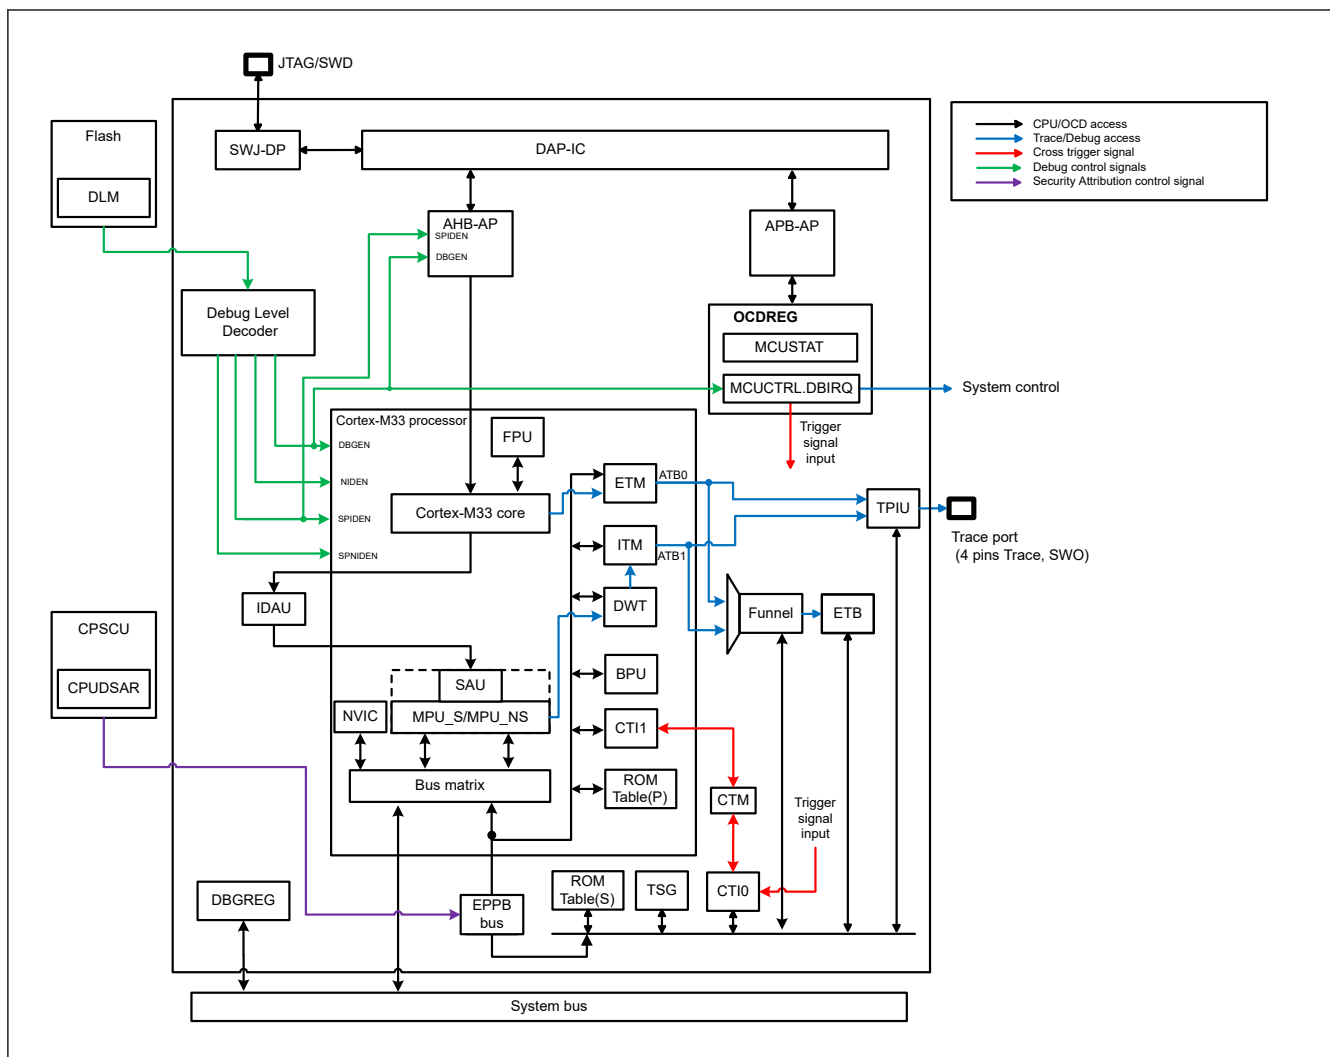 JTAG/SWD
Flash
DLM
SWJ-DP
DAP-IC
CPU/OCD access
Trace/Debug access
Cross trigger signal
Debug control signals
Security Attribution control signal
AHB-AP
SPIDEN
DBGEN
APB-AP
Debug Level
Decoder
OCDREG
MCUSTAT
MCUCTRL.DBIRQ
System control
Trigger
signal
input
Cortex-M33 processor
DBGEN
NIDEN
SPIDEN
SPNIDEN
FPU
Cortex-M33 core
ETM
ATB0
ITM
ATB1
DWT
TPIU
Trace port
(4 pins Trace, SWO)
Funnel
ETB
IDAU
CPSCU
CPUDSAR
SAU
MPU_S/MPU_NS
NVIC
Bus matrix
BPU
CTI1
ROM
Table(P)
CTM
Trigger
signal
input
CTI0
DBGREG
EPPB
bus
ROM
Table(S)
TSG
System bus